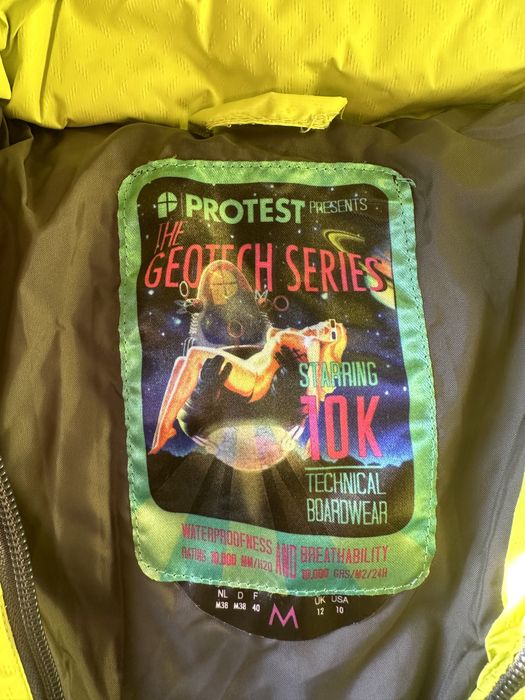 PROTEST PRESENTS
THE
GEOTECH SERIES
STARRING
10K
TECHNICAL
BOARDWEAR
WATERPROOFNESS AND BREATHABILITY
RATING 10,000 MM/H2O 10,000 GRS/M2/24H
NL D F M UK USA
M38 M38 40 12 10